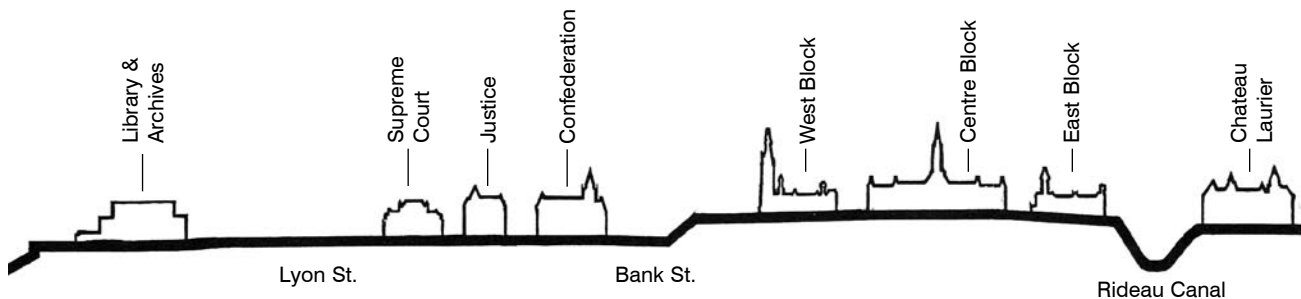 Library &
Archives
Supreme
Court
Justice
Confederation
West Block
Centre Block
East Block
Chateau
Laurier
Lyon St.
Bank St.
Rideau Canal